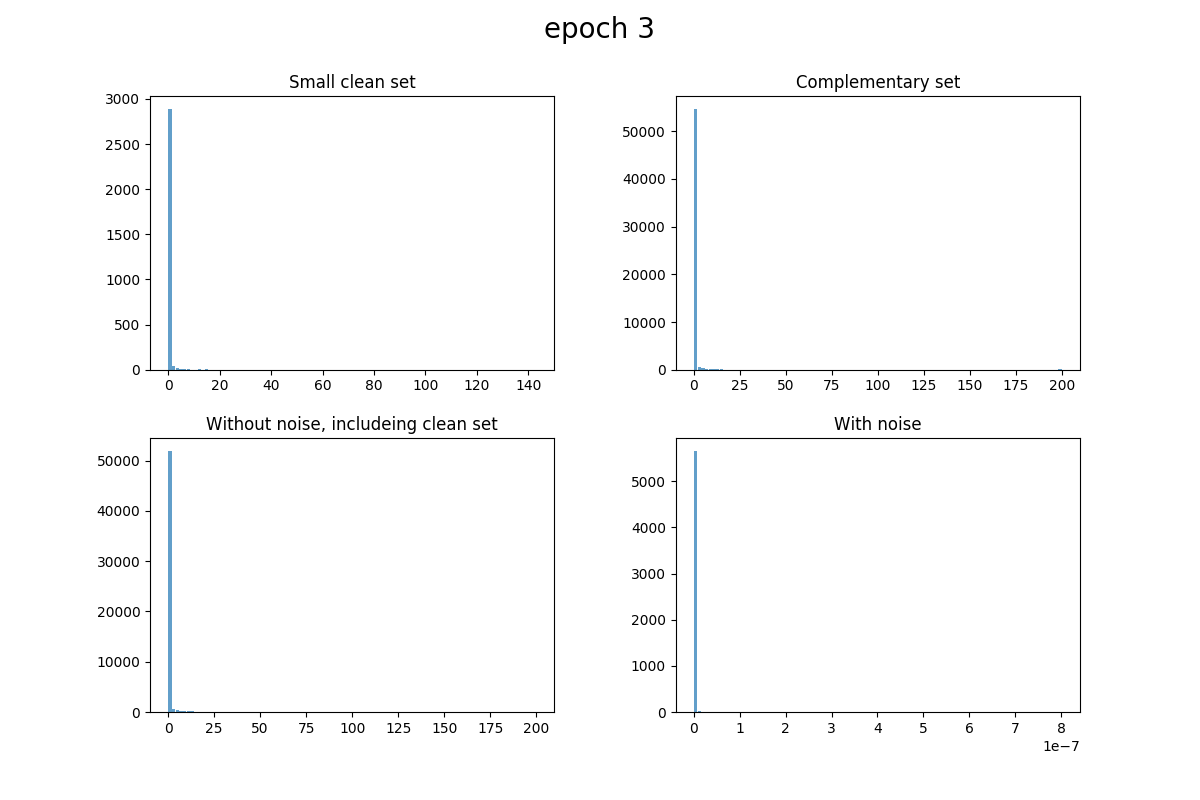 epoch 3
Small clean set
3000
2500
2000
1500
1000
500
0
0 20 40 60 80 100 120 140
Complementary set
50000
40000
30000
20000
10000
0
0 25 50 75 100 125 150 175 200
Without noise, includeing clean set
50000
40000
30000
20000
10000
0
0 25 50 75 100 125 150 175 200
With noise
5000
4000
3000
2000
1000
0
0 1 2 3 4 5 6 7 8
1e−7